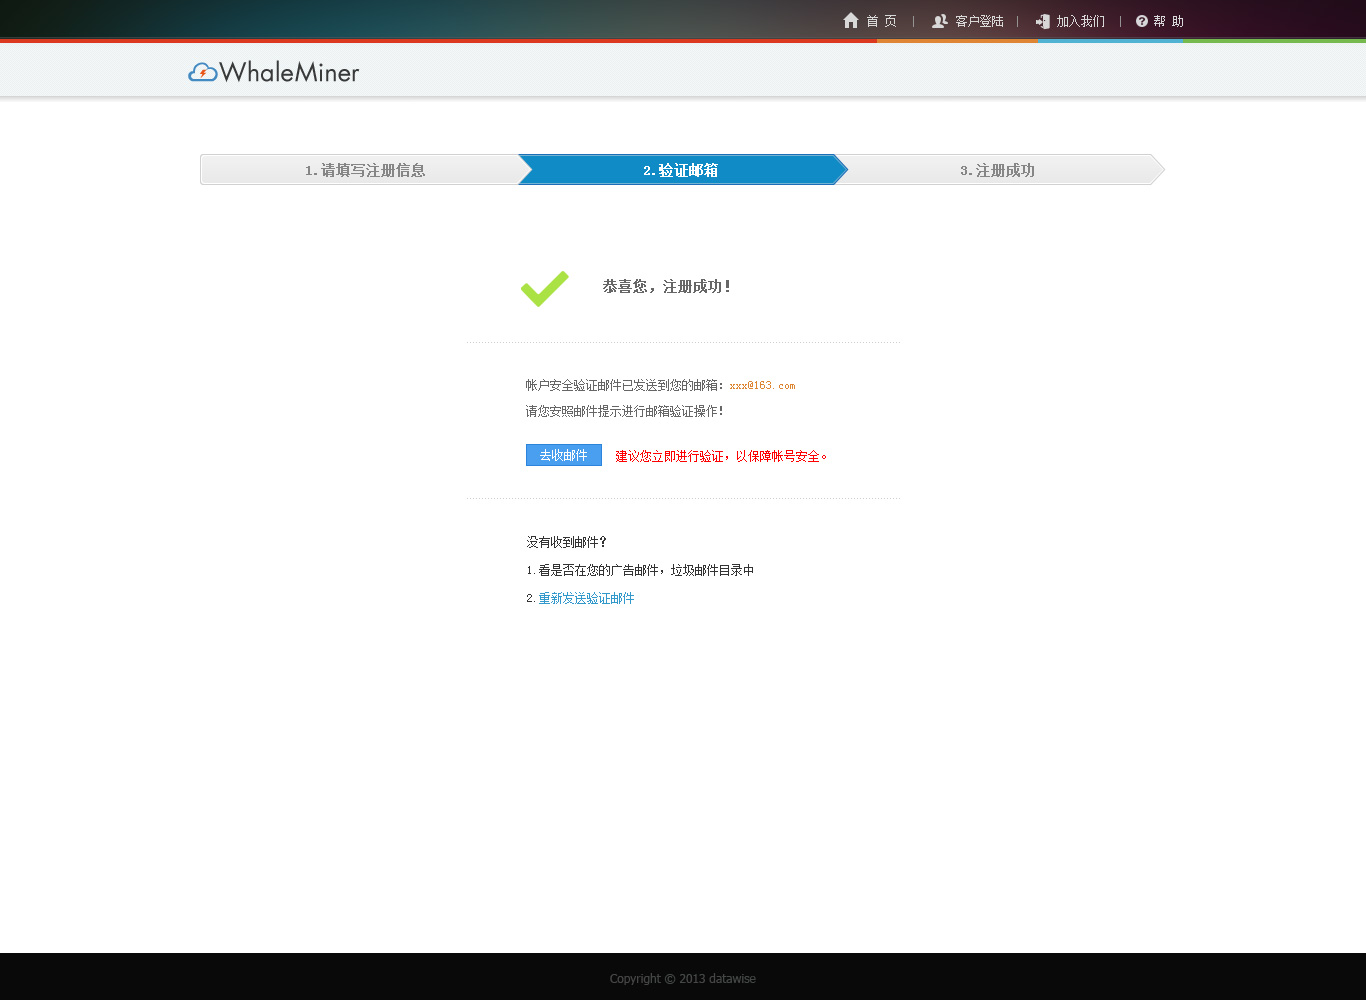 首 页 | 客户登陆 | 加入我们 | 帮 助
WhaleMiner
1.请填写注册信息 2.验证邮箱 3.注册成功
恭喜您，注册成功！
帐户安全验证邮件已发送到您的邮箱：xxx@163.com
请您安照邮件提示进行邮箱验证操作！
去收邮件 建议您立即进行验证，以保障帐号安全。
没有收到邮件？
1.看是否在您的广告邮件，垃圾邮件目录中
2.重新发送验证邮件
Copyright © 2013 datawise